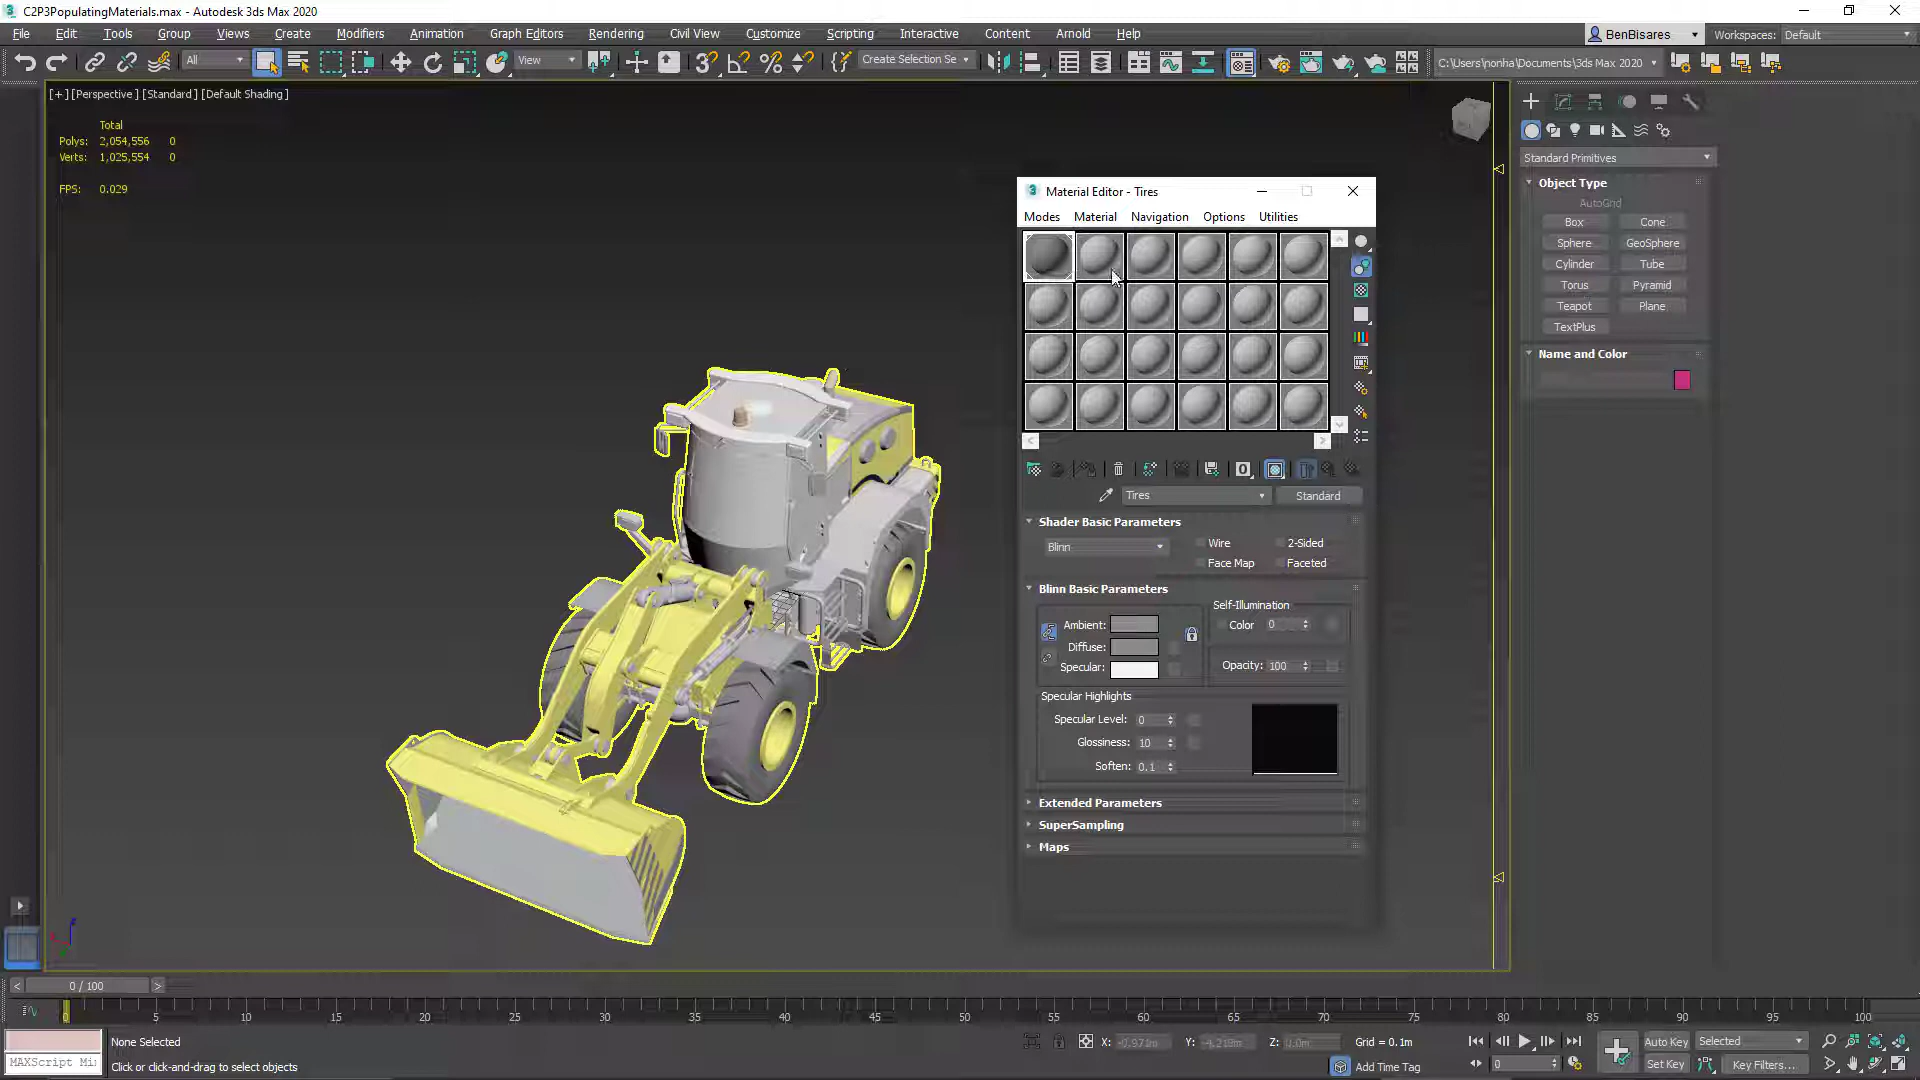 C2P3PopulatingMaterials.max - Autodesk 3ds Max 2020
File Edit Tools Group Views Create Modifiers Animation Graph Editors Rendering Civil View Customize Scripting Interactive Content Arnold Help
BenBisares Workspaces: Default
All View Create Selection Se C:\Users\nonha\Documents\3ds Max 2020
[+] [Perspective] [Standard] [Default Shading]
Total
Polys: 2,054,556 0
Verts: 1,025,554 0
FPS: 0.029
Material Editor - Tires
Modes Material Navigation Options Utilities
Tires Standard
Shader Basic Parameters
Blinn Wire 2-Sided
Face Map Faceted
Blinn Basic Parameters
Self-Illumination
Ambient: Color 0
Diffuse:
Specular: Opacity: 100
Specular Highlights
Specular Level: 0
Glossiness: 10
Soften: 0.1
Extended Parameters
SuperSampling
Maps
Standard Primitives
Object Type
AutoGrid
Box Cone
Sphere GeoSphere
Cylinder Tube
Torus Pyramid
Teapot Plane
TextPlus
Name and Color
0 / 100
0 5 10 15 20 25 30 35 40 45 50 55 60 65 70 75 80 85 90 95 100
None Selected
MAXScript Mi
Click or click-and-drag to select objects
X: -0.971m Y: -4.218m Z: 0.0m Grid = 0.1m
Add Time Tag
0
Auto Key Selected
Set Key Key Filters...